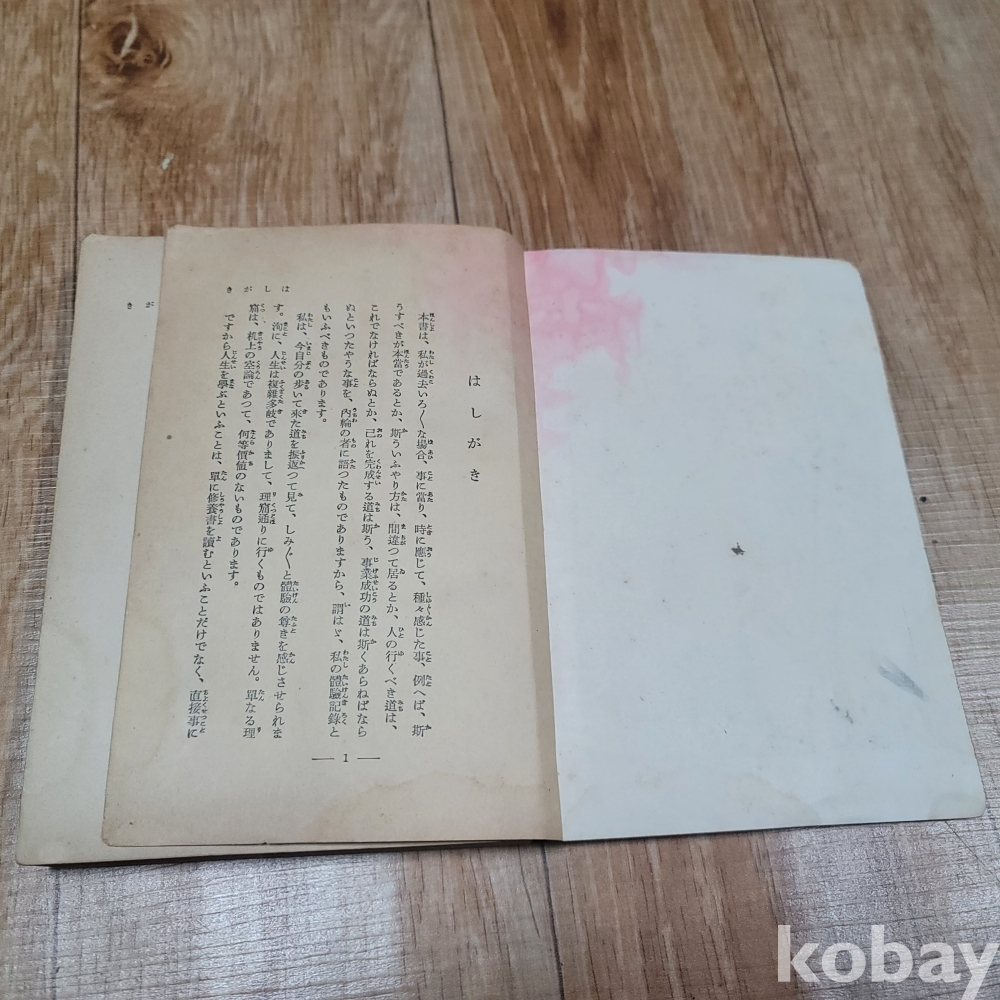 はしがき
はしがき
本書は、私が過去いろ〱な場合、事に當り、時に應じて、種々感じた事、例へば、斯
うすべきが本當であるとか、斯ういふやり方は、間違つて居るとか、人の行くべき道は、
これでなければならぬとか、己れを完成する道は斯う、事業成功の道は斯くあらねばなら
ぬといつたやうな事を、內輪の者に語つたものでありますから、謂はゞ、私の體驗記錄と
もいふべきものであります。
私は、今自分の步いて來た道を振返つて見て、しみ〲と體驗の尊きを感じさせられま
す。洵に、人生は複雜多岐でありまして、理窟通りに行くものではありません。單なる理
窟は、机上の空論であつて、何等價値のないものであります。
ですから人生を學ぶといふことは、單に修養書を讀むといふことだけでなく、直接事に
— 1 —
がき
kobay